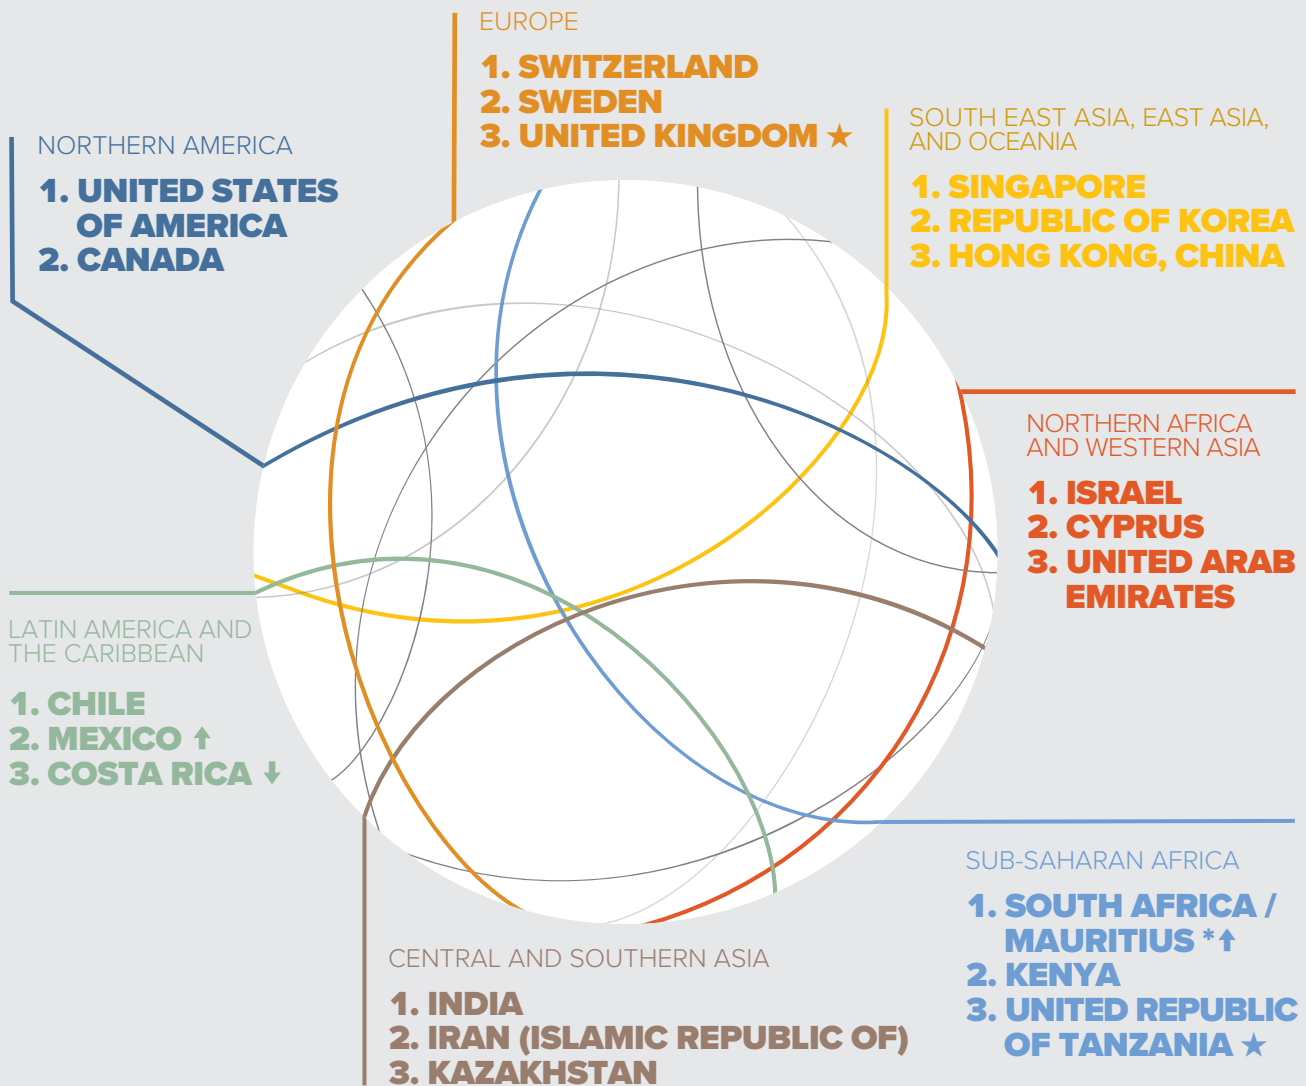 EUROPE
1. SWITZERLAND
2. SWEDEN
3. UNITED KINGDOM ★
NORTHERN AMERICA
1. UNITED STATES
OF AMERICA
2. CANADA
SOUTH EAST ASIA, EAST ASIA,
AND OCEANIA
1. SINGAPORE
2. REPUBLIC OF KOREA
3. HONG KONG, CHINA
NORTHERN AFRICA
AND WESTERN ASIA
1. ISRAEL
2. CYPRUS
3. UNITED ARAB
EMIRATES
LATIN AMERICA AND
THE CARIBBEAN
1. CHILE
2. MEXICO ↑
3. COSTA RICA ↓
SUB-SAHARAN AFRICA
1. SOUTH AFRICA /
MAURITIUS *↑
2. KENYA
3. UNITED REPUBLIC
OF TANZANIA ★
CENTRAL AND SOUTHERN ASIA
1. INDIA
2. IRAN (ISLAMIC REPUBLIC OF)
3. KAZAKHSTAN